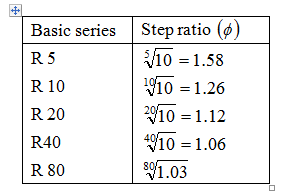 Basic series Step ratio (ϕ)
R 5 ⁵√10 = 1.58
R 10 ¹⁰√10 = 1.26
R 20 ²⁰√10 = 1.12
R40 ⁴⁰√10 = 1.06
R 80 ⁸⁰√1.03